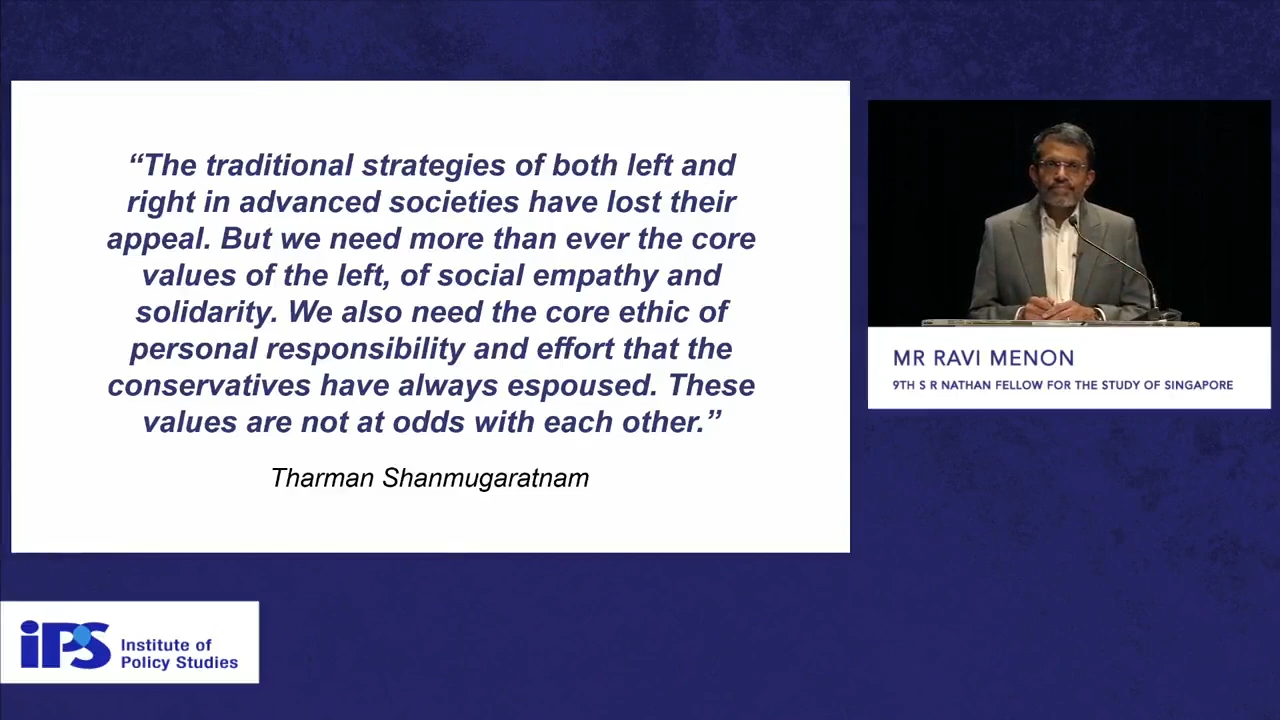 “The traditional strategies of both left and
right in advanced societies have lost their
appeal. But we need more than ever the core
values of the left, of social empathy and
solidarity. We also need the core ethic of
personal responsibility and effort that the
conservatives have always espoused. These
values are not at odds with each other.”
Tharman Shanmugaratnam
MR RAVI MENON
9TH S R NATHAN FELLOW FOR THE STUDY OF SINGAPORE
iPS
Institute of
Policy Studies